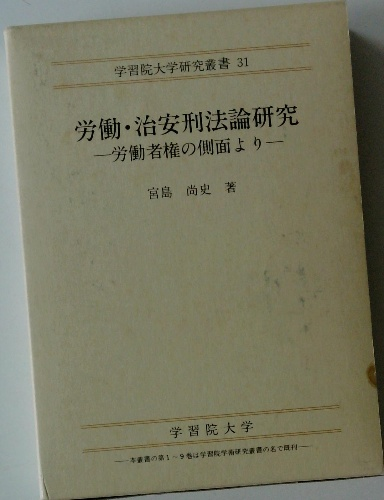 学習院大学研究叢書 31
労働・治安刑法論研究
―労働者権の側面より―
宮島 尚史 著
学習院大学
――本叢書の第1～9巻は学習院学術研究叢書の名で既刊――